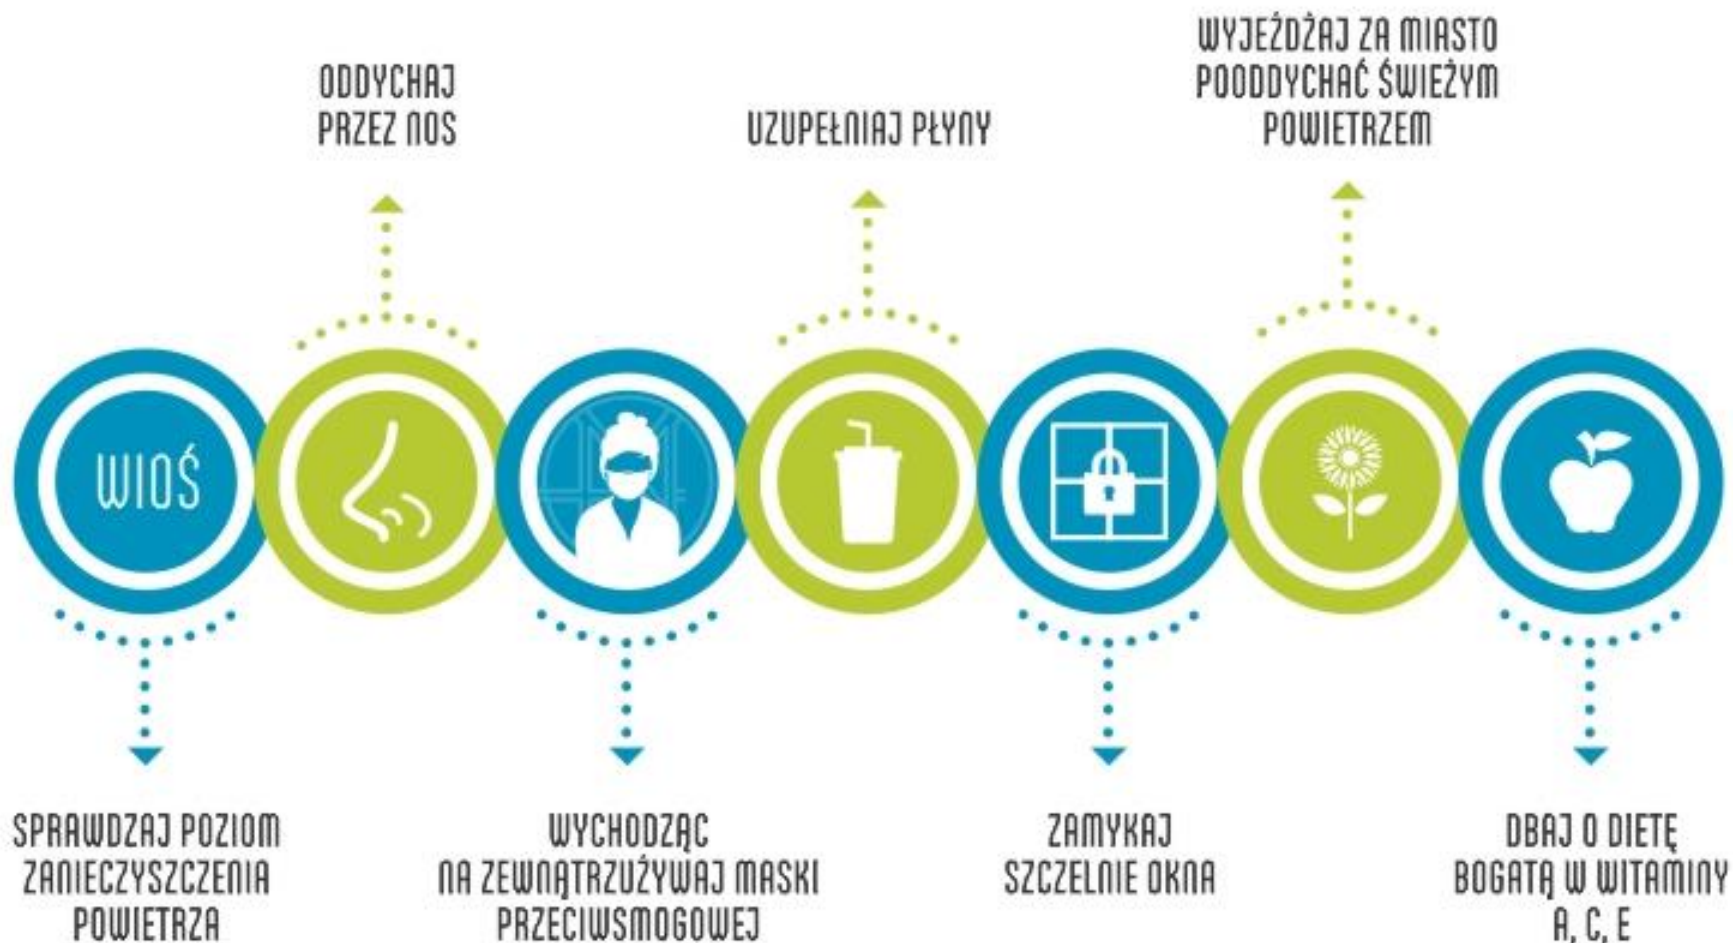 WYJEŻDŻAJ ZA MIASTO
POODDYCHAĆ ŚWIEŻYM
POWIETRZEM
ODDYCHAJ
PRZEZ NOS
UZUPEŁNIAJ PŁYNY
WIOŚ
SPRAWDZAJ POZIOM
ZANIECZYSZCZENIA
POWIETRZA
WYCHODZĄC
NA ZEWNĄTRZUŻYWAJ MASKI
PRZECIWSMOGOWEJ
ZAMYKAJ
SZCZELNIE OKNA
DBAJ O DIETĘ
BOGATĄ W WITAMINY
A, C, E